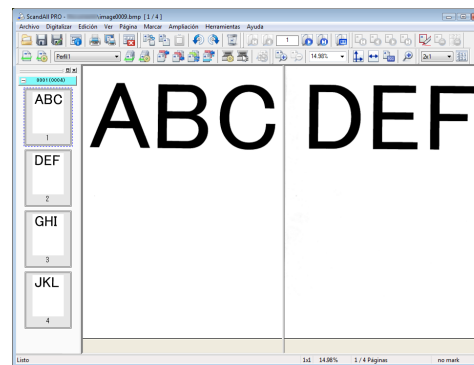 ScandAll PRO - \image0009.bmp [ 1 / 4 ]
Archivo Digitalizar Edición Ver Página Marcar Ampliación Herramientas Ayuda
1
Perfil1 14.98% 2x1
0001 (0004)
ABC
1
DEF
2
GHI
3
JKL
4
ABC DEF
Listo 1x1 14.98% 1 / 4 Páginas no mark